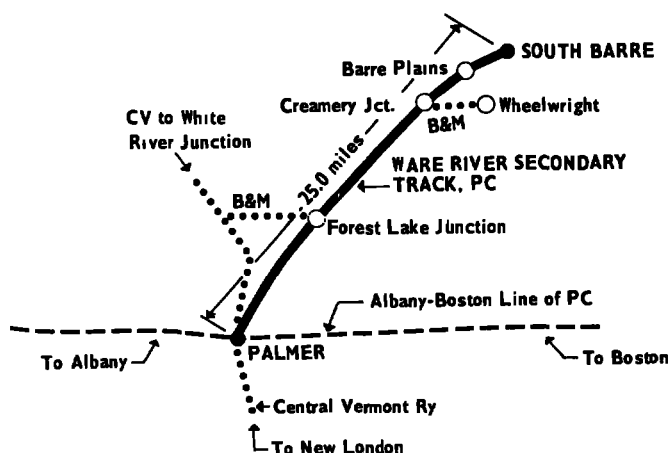 SOUTH BARRE
Barre Plains
Creamery Jct.
Wheelwright
B&M
CV to White
River Junction
25.0 miles
WARE RIVER SECONDARY
TRACK, PC
B&M
Forest Lake Junction
Albany-Boston Line of PC
To Albany
PALMER
To Boston
Central Vermont Ry
To New London